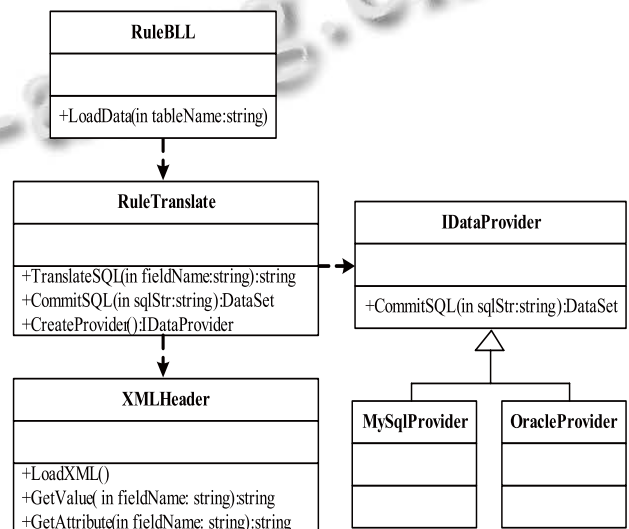 RuleBLL
+LoadData(in tableName:string)
RuleTranslate
+TranslateSQL(in fieldName:string):string
+CommitSQL(in sqlStr:string):DataSet
+CreateProvider():IDataProvider
IDataProvider
+CommitSQL(in sqlStr:string):DataSet
XMLHeader
+LoadXML()
+GetValue( in fieldName: string):string
+GetAttribute(in fieldName: string):string
MySqlProvider
OracleProvider